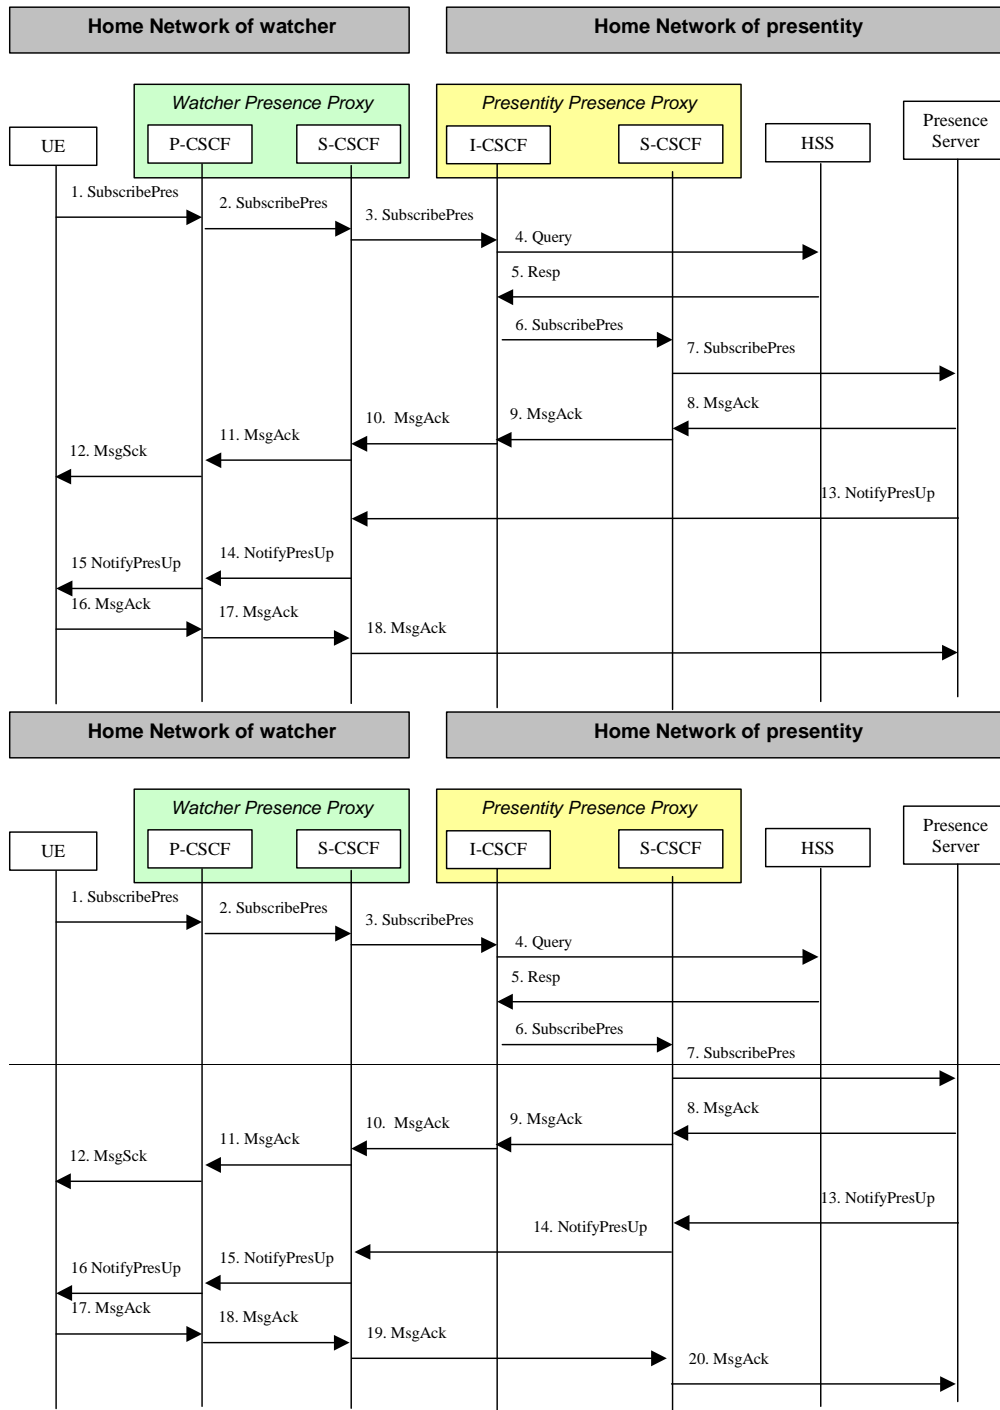 Home Network of watcher
Home Network of presentity
Watcher Presence Proxy
Presentity Presence Proxy
UE
P-CSCF
S-CSCF
I-CSCF
S-CSCF
HSS
Presence
Server
1. SubscribePres
2. SubscribePres
3. SubscribePres
4. Query
5. Resp
6. SubscribePres
7. SubscribePres
8. MsgAck
9. MsgAck
10. MsgAck
11. MsgAck
12. MsgSck
13. NotifyPresUp
14. NotifyPresUp
15 NotifyPresUp
16. MsgAck
17. MsgAck
18. MsgAck
Home Network of watcher
Home Network of presentity
Watcher Presence Proxy
Presentity Presence Proxy
UE
P-CSCF
S-CSCF
I-CSCF
S-CSCF
HSS
Presence
Server
1. SubscribePres
2. SubscribePres
3. SubscribePres
4. Query
5. Resp
6. SubscribePres
7. SubscribePres
8. MsgAck
9. MsgAck
10. MsgAck
11. MsgAck
12. MsgSck
13. NotifyPresUp
14. NotifyPresUp
15. NotifyPresUp
16 NotifyPresUp
17. MsgAck
18. MsgAck
19. MsgAck
20. MsgAck